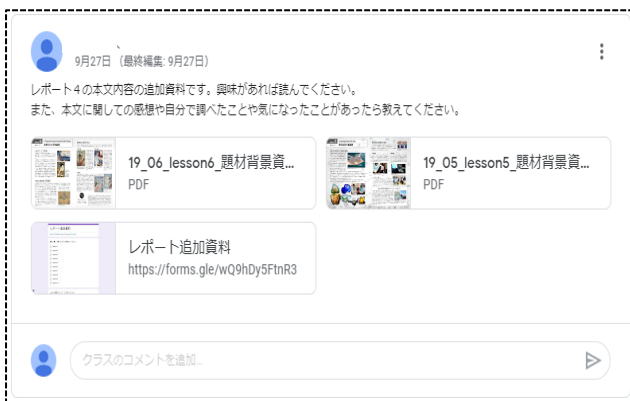 9月27日 （最終編集: 9月27日）
レポート４の本文内容の追加資料です。興味があれば読んでください。
また、本文に関しての感想や自分で調べたことや気になったことがあったら教えてください。
19_06_lesson6_題材背景資...
PDF
19_05_lesson5_題材背景資...
PDF
レポート追加資料
https://forms.gle/wQ9hDy5FtnR3
クラスのコメントを追加...